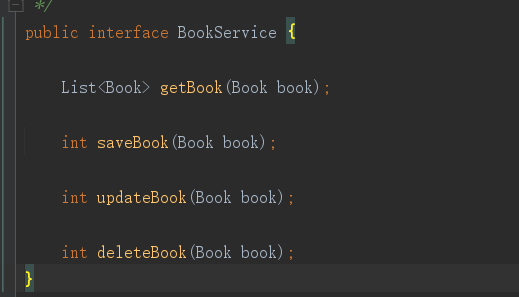 */
public interface BookService {
List<Book> getBook(Book book);
int saveBook(Book book);
int updateBook(Book book);
int deleteBook(Book book);
}